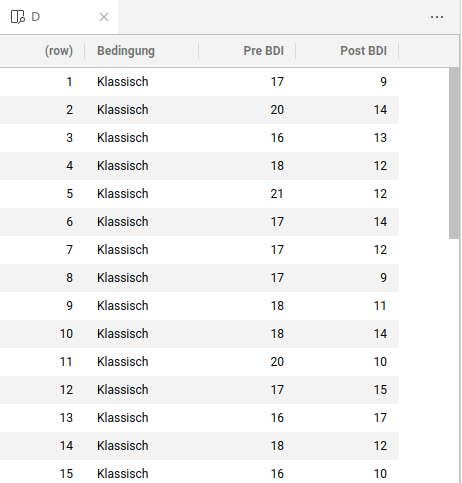 D
(row) Bedingung Pre BDI Post BDI
1 Klassisch 17 9
2 Klassisch 20 14
3 Klassisch 16 13
4 Klassisch 18 12
5 Klassisch 21 12
6 Klassisch 17 14
7 Klassisch 17 12
8 Klassisch 17 9
9 Klassisch 18 11
10 Klassisch 18 14
11 Klassisch 20 10
12 Klassisch 17 15
13 Klassisch 16 17
14 Klassisch 18 12
15 Klassisch 16 10